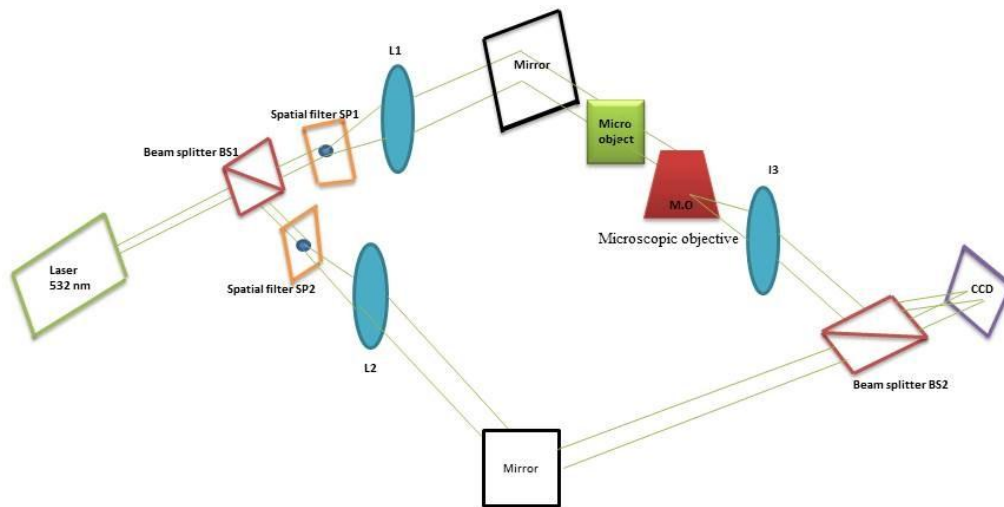 L1
Mirror
Spatial filter SP1
Micro
object
Beam splitter BS1
M.O
I3
Microscopic objective
Laser
532 nm
Spatial filter SP2
CCD
L2
Beam splitter BS2
Mirror